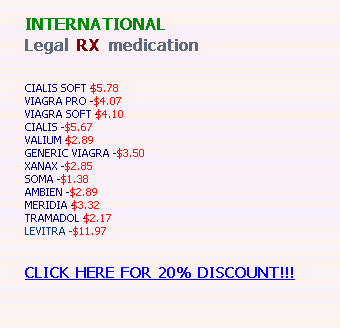 INTERNATIONAL
Legal RX medication
CIALIS SOFT $5.78
VIAGRA PRO -$4.07
VIAGRA SOFT $4.10
CIALIS -$5.67
VALIUM $2.89
GENERIC VIAGRA -$3.50
XANAX -$2.85
SOMA -$1.38
AMBIEN -$2.89
MERIDIA $3.32
TRAMADOL $2.17
LEVITRA -$11.97
CLICK HERE FOR 20% DISCOUNT!!!